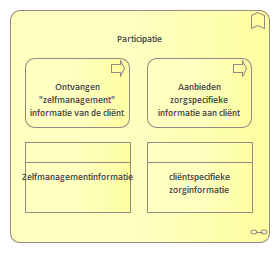 Participatie
Ontvangen
"zelfmanagement"
informatie van de cliënt
Aanbieden
zorgspecifieke
informatie aan cliënt
Zelfmanagementinformatie
cliëntspecifieke
zorginformatie